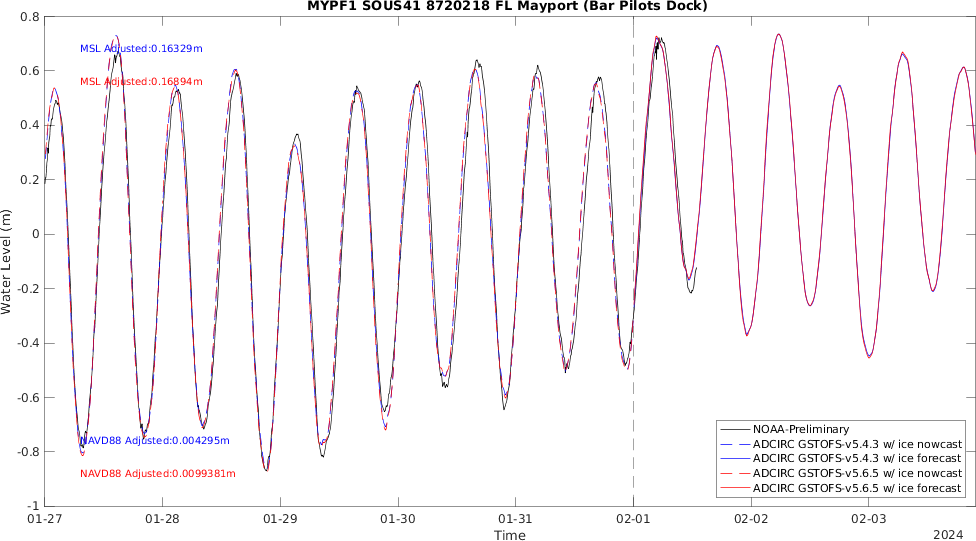 MYPF1 SOUS41 8720218 FL Mayport (Bar Pilots Dock)
0.8
0.6
0.4
0.2
0
-0.2
-0.4
-0.6
-0.8
-1
Water Level (m)
MSL Adjusted:0.16329m
MSL Adjusted:0.16894m
NAVD88 Adjusted:0.004295m
NAVD88 Adjusted:0.0099381m
NOAA-Preliminary
ADCIRC GSTOFS-v5.4.3 w/ ice nowcast
ADCIRC GSTOFS-v5.4.3 w/ ice forecast
ADCIRC GSTOFS-v5.6.5 w/ ice nowcast
ADCIRC GSTOFS-v5.6.5 w/ ice forecast
01-27 01-28 01-29 01-30 01-31 02-01 02-02 02-03
Time
2024